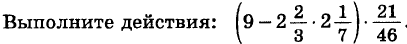 Выполните действия: (9 − 2 2/3 · 2 1/7) · 21/46.